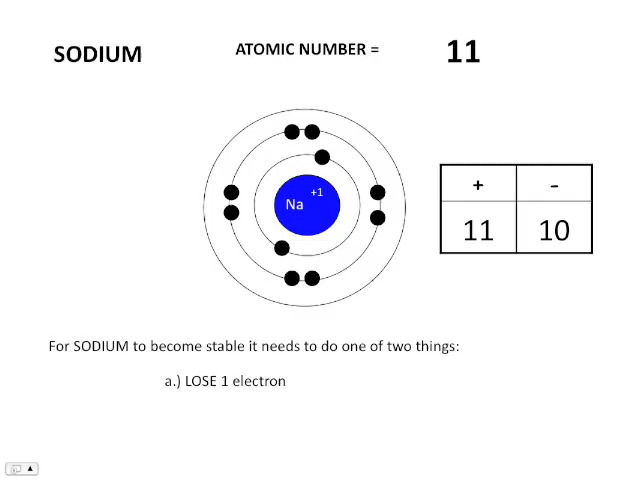 SODIUM
ATOMIC NUMBER =
11
Na +1
+ -
11 10
For SODIUM to become stable it needs to do one of two things:
a.) LOSE 1 electron